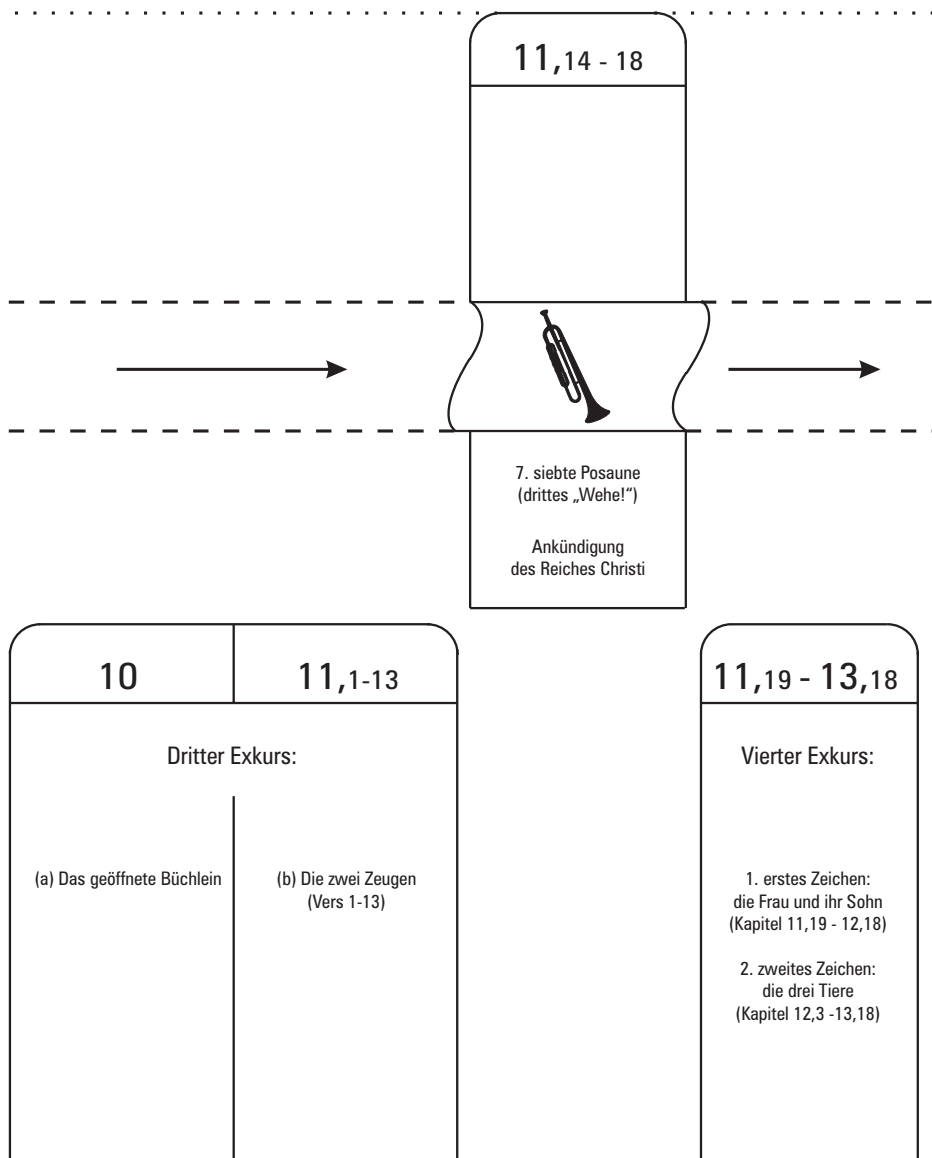 11,14 - 18
7. siebte Posaune
(drittes „Wehe!“)
Ankündigung
des Reiches Christi
10
11,1-13
Dritter Exkurs:
(a) Das geöffnete Büchlein
(b) Die zwei Zeugen
(Vers 1-13)
11,19 - 13,18
Vierter Exkurs:
1. erstes Zeichen:
die Frau und ihr Sohn
(Kapitel 11,19 - 12,18)
2. zweites Zeichen:
die drei Tiere
(Kapitel 12,3 -13,18)